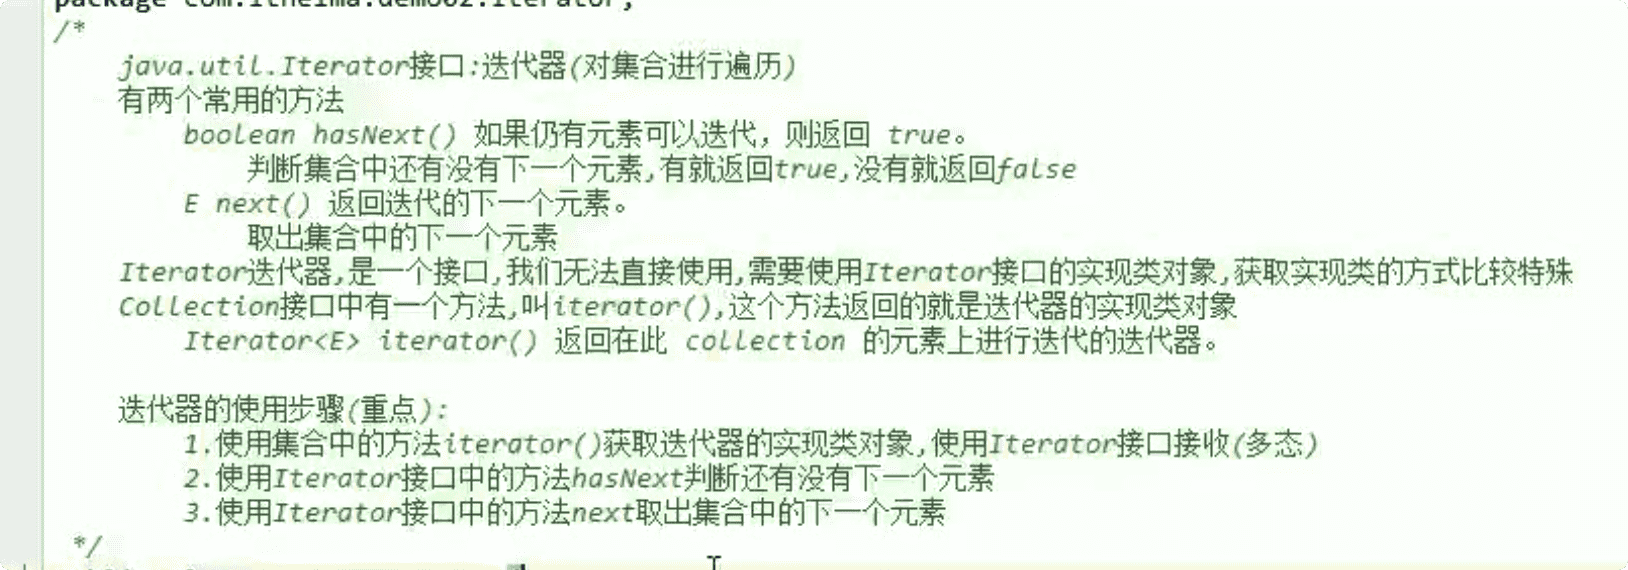 package com.itheima.demo02.Iterator;
/*
java.util.Iterator接口:迭代器(对集合进行遍历)
有两个常用的方法
boolean hasNext() 如果仍有元素可以迭代，则返回 true。
判断集合中还有没有下一个元素,有就返回true,没有就返回false
E next() 返回迭代的下一个元素。
取出集合中的下一个元素
Iterator迭代器,是一个接口,我们无法直接使用,需要使用Iterator接口的实现类对象,获取实现类的方式比较特殊
Collection接口中有一个方法,叫iterator(),这个方法返回的就是迭代器的实现类对象
Iterator<E> iterator() 返回在此 collection 的元素上进行迭代的迭代器。
迭代器的使用步骤(重点):
1.使用集合中的方法iterator()获取迭代器的实现类对象,使用Iterator接口接收(多态)
2.使用Iterator接口中的方法hasNext判断还有没有下一个元素
3.使用Iterator接口中的方法next取出集合中的下一个元素
*/